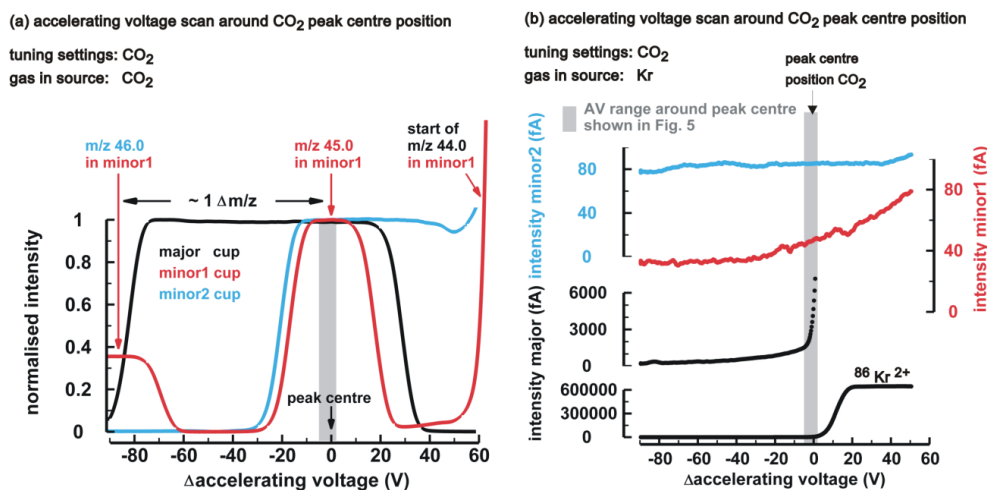 (a) accelerating voltage scan around CO2 peak centre position
tuning settings: CO2
gas in source: CO2
m/z 46.0
in minor1
m/z 45.0
in minor1
start of
m/z 44.0
in minor1
~ 1 Δm/z
major cup
minor1 cup
minor2 cup
peak centre
normalised intensity
1
0.8
0.6
0.4
0.2
0
-80
-60
-40
-20
0
20
40
60
Δaccelerating voltage (V)
(b) accelerating voltage scan around CO2 peak centre position
tuning settings: CO2
gas in source: Kr
peak centre
position CO2
AV range around peak centre
shown in Fig. 5
intensity minor2 (fA)
80
40
0
intensity minor1 (fA)
80
40
0
intensity major (fA)
6000
3000
0
600000
300000
0
86Kr 2+
-80
-60
-40
-20
0
20
40
60
Δaccelerating voltage (V)